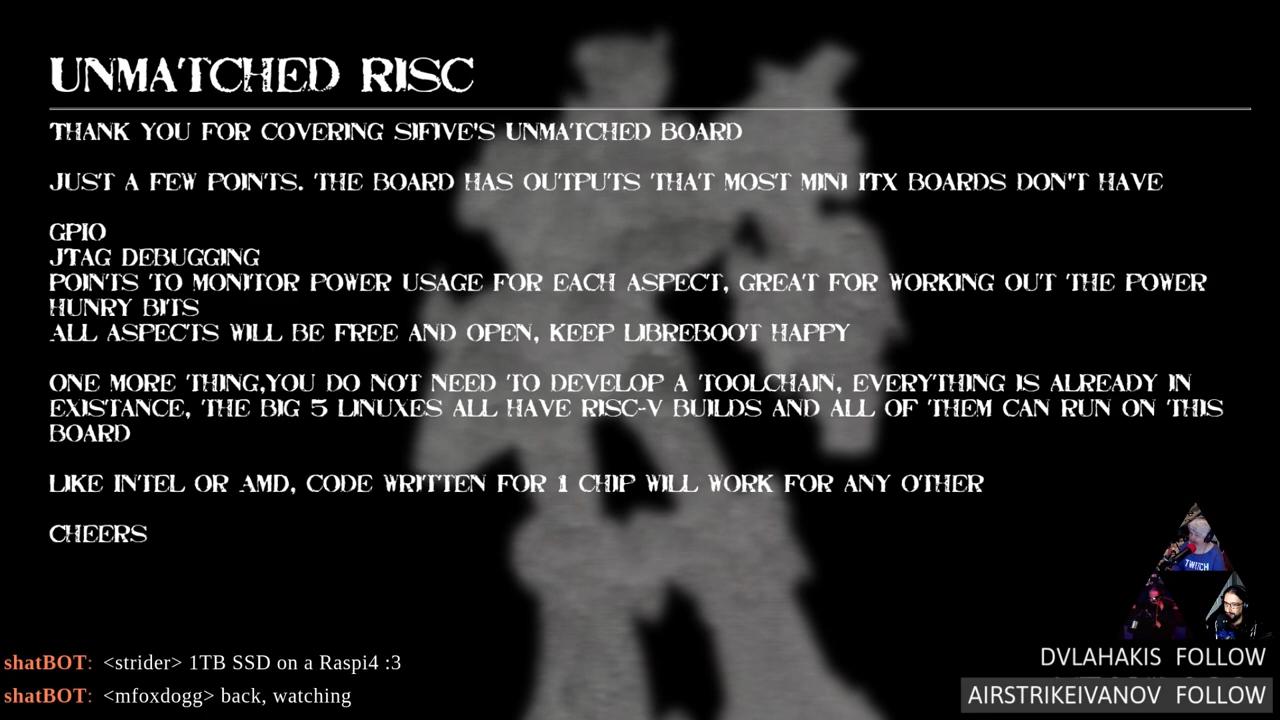 UNMATCHED RISC
THANK YOU FOR COVERING SIFIVE'S UNMATCHED BOARD
JUST A FEW POINTS. THE BOARD HAS OUTPUTS THAT MOST MINI ITX BOARDS DON'T HAVE
GPIO
JTAG DEBUGGING
POINTS TO MONITOR POWER USAGE FOR EACH ASPECT, GREAT FOR WORKING OUT THE POWER
HUNRY BITS
ALL ASPECTS WILL BE FREE AND OPEN, KEEP LIBREBOOT HAPPY
ONE MORE THING,YOU DO NOT NEED TO DEVELOP A TOOLCHAIN, EVERYTHING IS ALREADY IN
EXISTANCE, THE BIG 5 LINUXES ALL HAVE RISC-V BUILDS AND ALL OF THEM CAN RUN ON THIS
BOARD
LIKE INTEL OR AMD, CODE WRITTEN FOR 1 CHIP WILL WORK FOR ANY OTHER
CHEERS
TWITCH
shatBOT: <strider> 1TB SSD on a Raspi4 :3
shatBOT: <mfoxdogg> back, watching
DVLAHAKIS FOLLOW
AIRSTRIKEIVANOV FOLLOW